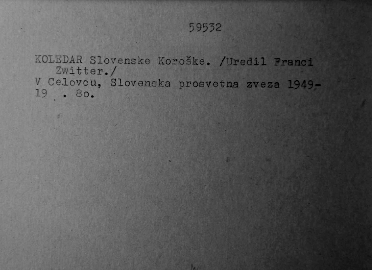 59532
KOLEDAR Slovenske Koroške. /Uredil Franci
Zwitter./
V Celovcu, Slovenska prosvetna zveza 1949-
19  . 8o.